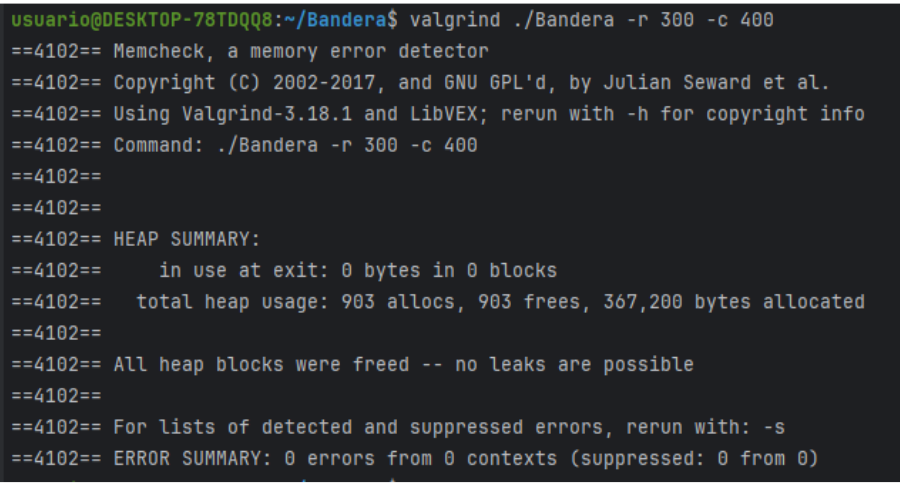 usuario@DESKTOP-78TDQQ8:~/Bandera$ valgrind ./Bandera -r 300 -c 400
==4102== Memcheck, a memory error detector
==4102== Copyright (C) 2002-2017, and GNU GPL'd, by Julian Seward et al.
==4102== Using Valgrind-3.18.1 and LibVEX; rerun with -h for copyright info
==4102== Command: ./Bandera -r 300 -c 400
==4102==
==4102==
==4102== HEAP SUMMARY:
==4102==     in use at exit: 0 bytes in 0 blocks
==4102==   total heap usage: 903 allocs, 903 frees, 367,200 bytes allocated
==4102==
==4102== All heap blocks were freed -- no leaks are possible
==4102==
==4102== For lists of detected and suppressed errors, rerun with: -s
==4102== ERROR SUMMARY: 0 errors from 0 contexts (suppressed: 0 from 0)